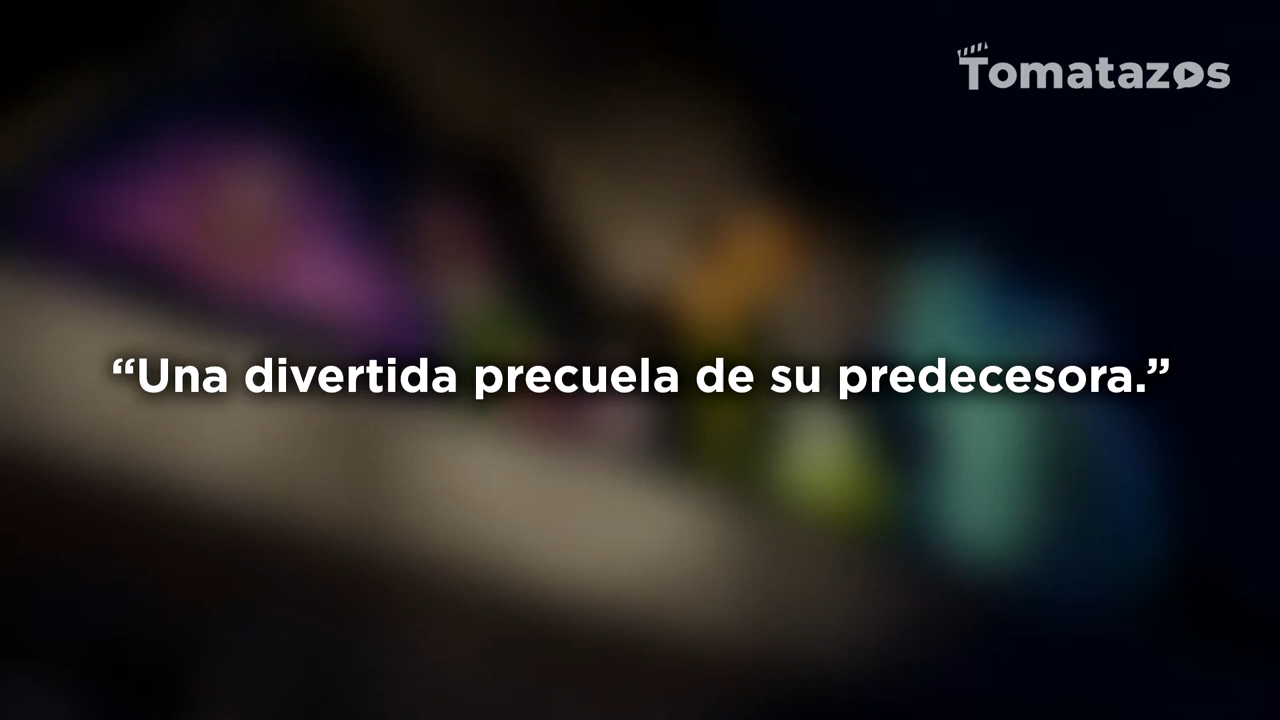 Tomatazos
“Una divertida precuela de su predecesora.”